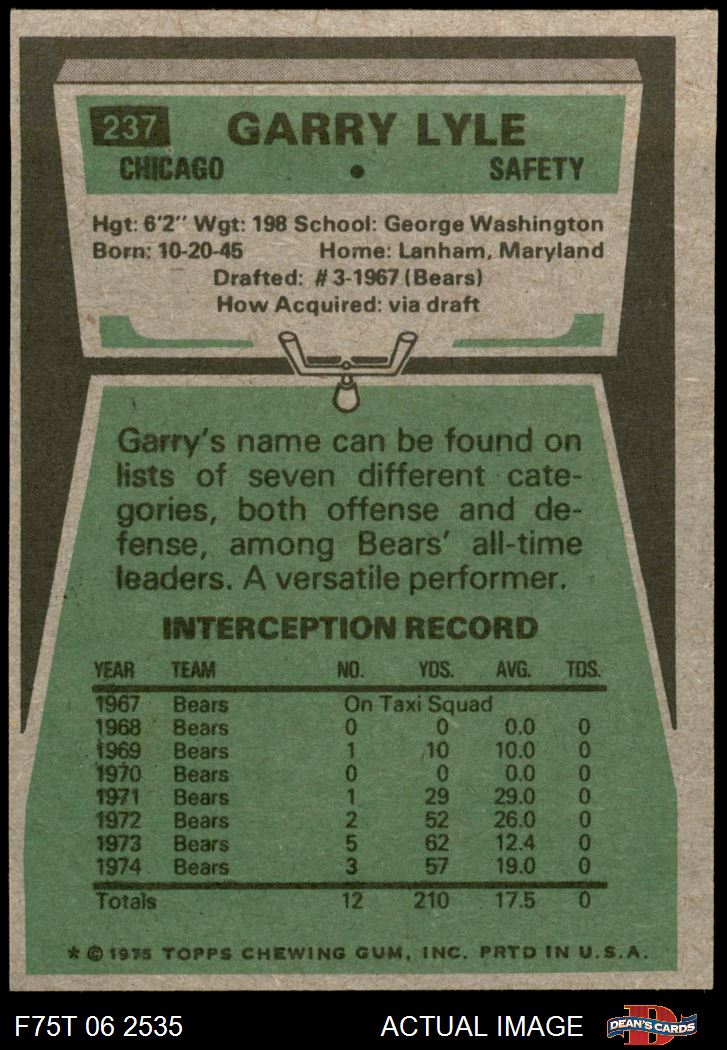 237 GARRY LYLE
CHICAGO • SAFETY
Hgt: 6'2" Wgt: 198 School: George Washington
Born: 10-20-45 Home: Lanham, Maryland
Drafted: #3-1967 (Bears)
How Acquired: via draft
Garry's name can be found on
lists of seven different cate-
gories, both offense and de-
fense, among Bears' all-time
leaders. A versatile performer.
INTERCEPTION RECORD
YEAR TEAM NO. YDS. AVG. TDS.
1967 Bears On Taxi Squad
1968 Bears 0 0 0.0 0
1969 Bears 1 10 10.0 0
1970 Bears 0 0 0.0 0
1971 Bears 1 29 29.0 0
1972 Bears 2 52 26.0 0
1973 Bears 5 62 12.4 0
1974 Bears 3 57 19.0 0
Totals 12 210 17.5 0
* © 1975 TOPPS CHEWING GUM, INC. PRTD IN U.S.A.
F75T 06 2535 ACTUAL IMAGE D DEAN'S CARDS